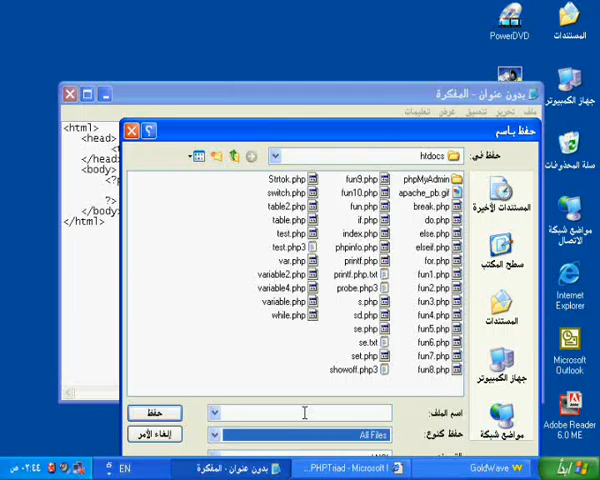 PowerDVD
المستندات
جهاز الكمبيوتر
سلة المحذوفات
مواضع شبكة
الاتصال
Internet
Explorer
Microsoft
Outlook
Adobe Reader
6.0 ME
بدون عنوان - المفكرة
ملف تحرير تنسيق عرض تعليمات
<html>
<head>
</head>
<body>
<?p
?>
</body>
</html>
حفظ باسم
حفظ في:
htdocs
المستندات الأخيرة
سطح المكتب
المستندات
جهاز الكمبيوتر
مواضع شبكة
phpMyAdmin
apache_pb.gif
break.php
do.php
else.php
elseif.php
for.php
fun1.php
fun2.php
fun3.php
fun4.php
fun5.php
fun6.php
fun7.php
fun8.php
fun9.php
fun10.php
fun.php
if.php
index.php
phpinfo.php
printf.php
printf.php.txt
probe.php3
s.php
sd.php
se.php
se.txt
set.php
showoff.php3
Strtok.php
switch.php
table2.php
table.php
test.php
test.php3
var.php
variable2.php
variable4.php
variable.php
while.php
اسم الملف:
حفظ
حفظ كنوع:
All Files
إلغاء الأمر
ابدأ
GoldWave
...PHPTriad - Microsoft
بدون عنوان - المفكرة
EN
٠٣:٤٤ ص